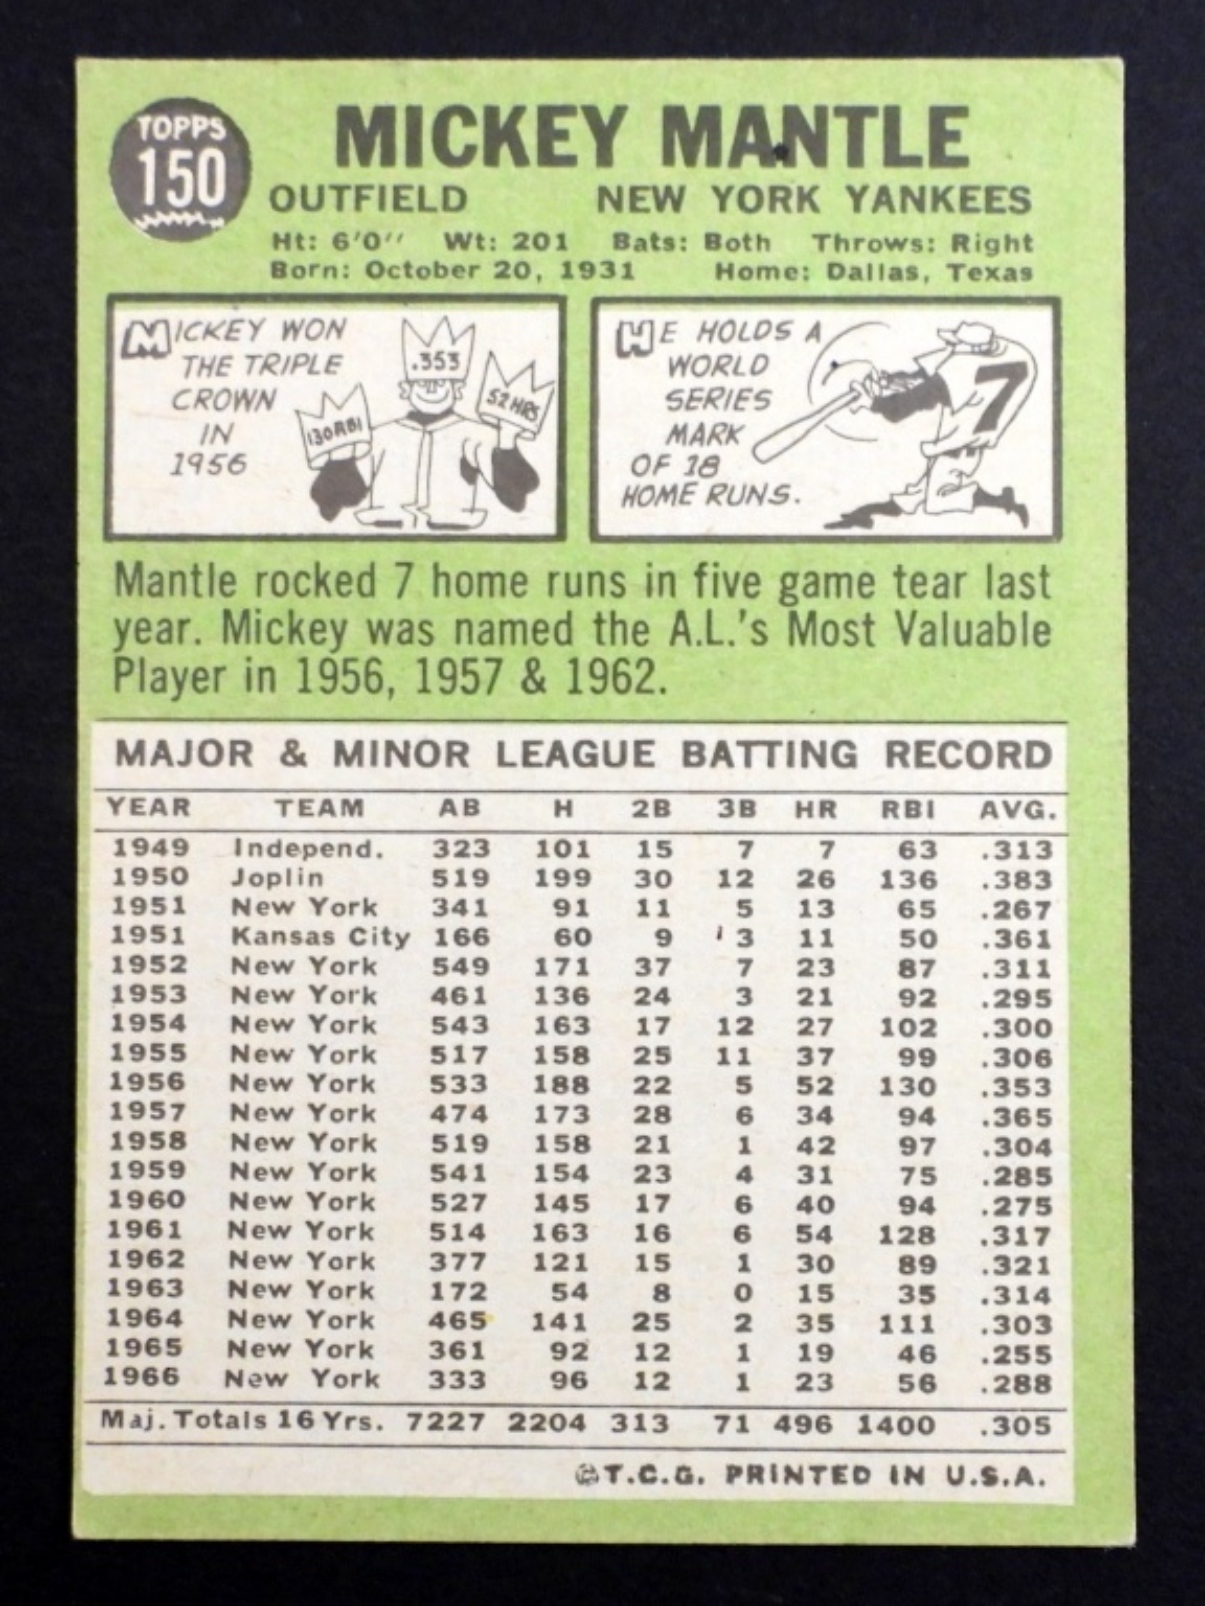 TOPPS
150
MICKEY MANTLE
OUTFIELD NEW YORK YANKEES
Ht: 6'0" Wt: 201 Bats: Both Throws: Right
Born: October 20, 1931 Home: Dallas, Texas
MICKEY WON
THE TRIPLE
CROWN
IN
1956
.353
130 RBI
52 HRS
HE HOLDS A
WORLD
SERIES
MARK
OF 18
HOME RUNS.
7
Mantle rocked 7 home runs in five game tear last
year. Mickey was named the A.L.'s Most Valuable
Player in 1956, 1957 & 1962.
MAJOR & MINOR LEAGUE BATTING RECORD
YEAR TEAM AB H 2B 3B HR RBI AVG.
1949 Independ. 323 101 15 7 7 63 .313
1950 Joplin 519 199 30 12 26 136 .383
1951 New York 341 91 11 5 13 65 .267
1951 Kansas City 166 60 9 3 11 50 .361
1952 New York 549 171 37 7 23 87 .311
1953 New York 461 136 24 3 21 92 .295
1954 New York 543 163 17 12 27 102 .300
1955 New York 517 158 25 11 37 99 .306
1956 New York 533 188 22 5 52 130 .353
1957 New York 474 173 28 6 34 94 .365
1958 New York 519 158 21 1 42 97 .304
1959 New York 541 154 23 4 31 75 .285
1960 New York 527 145 17 6 40 94 .275
1961 New York 514 163 16 6 54 128 .317
1962 New York 377 121 15 1 30 89 .321
1963 New York 172 54 8 0 15 35 .314
1964 New York 465 141 25 2 35 111 .303
1965 New York 361 92 12 1 19 46 .255
1966 New York 333 96 12 1 23 56 .288
Maj. Totals 16 Yrs. 7227 2204 313 71 496 1400 .305
©T.C.G. PRINTED IN U.S.A.